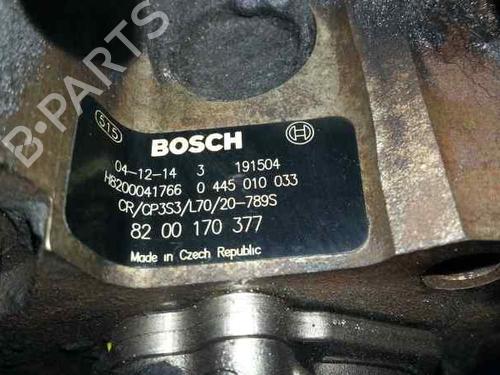 B-PARTS
515 BOSCH
04-12-14 3 191504
H8200041766 0 445 010 033
CR/CP3S3/L70/20-789S
82 00 170 377
Made in Czech Republic